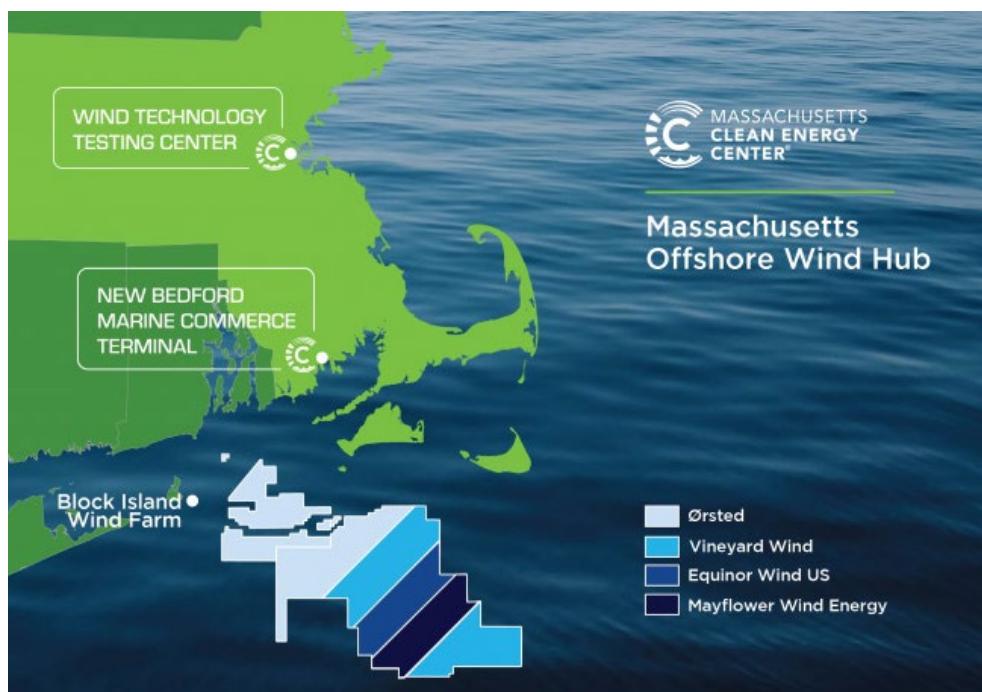 WIND TECHNOLOGY
TESTING CENTER
C
MASSACHUSETTS
CLEAN ENERGY
CENTER®
Massachusetts
Offshore Wind Hub
NEW BEDFORD
MARINE COMMERCE
TERMINAL
C
Block Island
Wind Farm
Ørsted
Vineyard Wind
Equinor Wind US
Mayflower Wind Energy